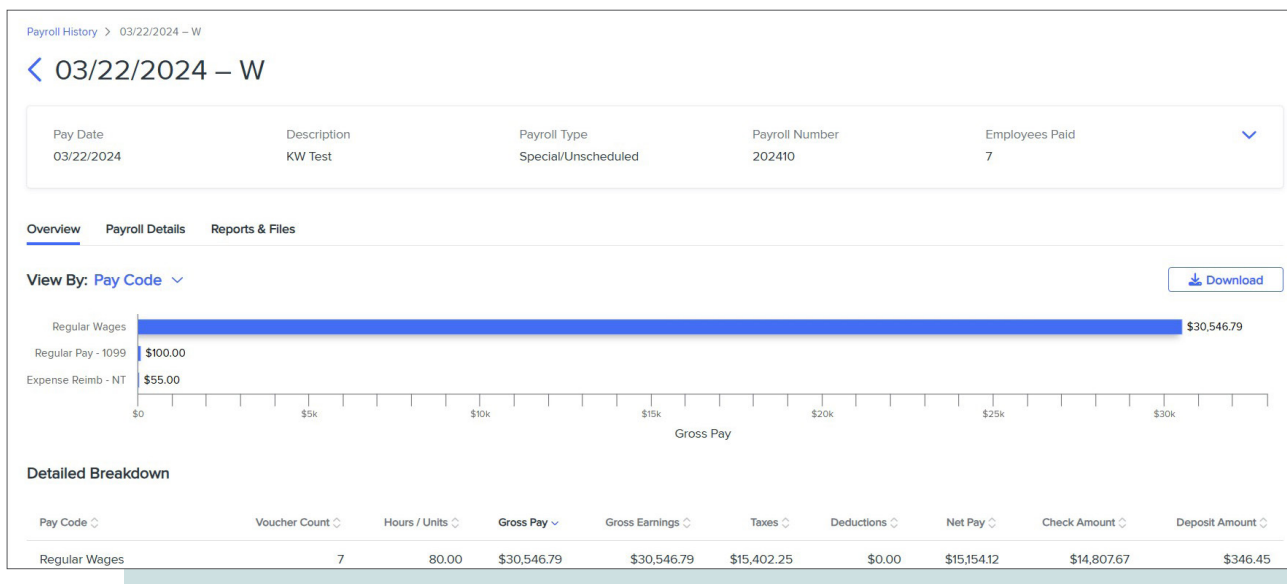 Payroll History > 03/22/2024 – W
03/22/2024 – W
Pay Date Description Payroll Type Payroll Number Employees Paid
03/22/2024 KW Test Special/Unscheduled 202410 7
Overview Payroll Details Reports & Files
View By: Pay Code Download
Regular Wages $30,546.79
Regular Pay - 1099 $100.00
Expense Reimb - NT $55.00
$0 $5k $10k $15k $20k $25k $30k
Gross Pay
Detailed Breakdown
Pay Code Voucher Count Hours / Units Gross Pay Gross Earnings Taxes Deductions Net Pay Check Amount Deposit Amount
Regular Wages 7 80.00 $30,546.79 $30,546.79 $15,402.25 $0.00 $15,154.12 $14,807.67 $346.45